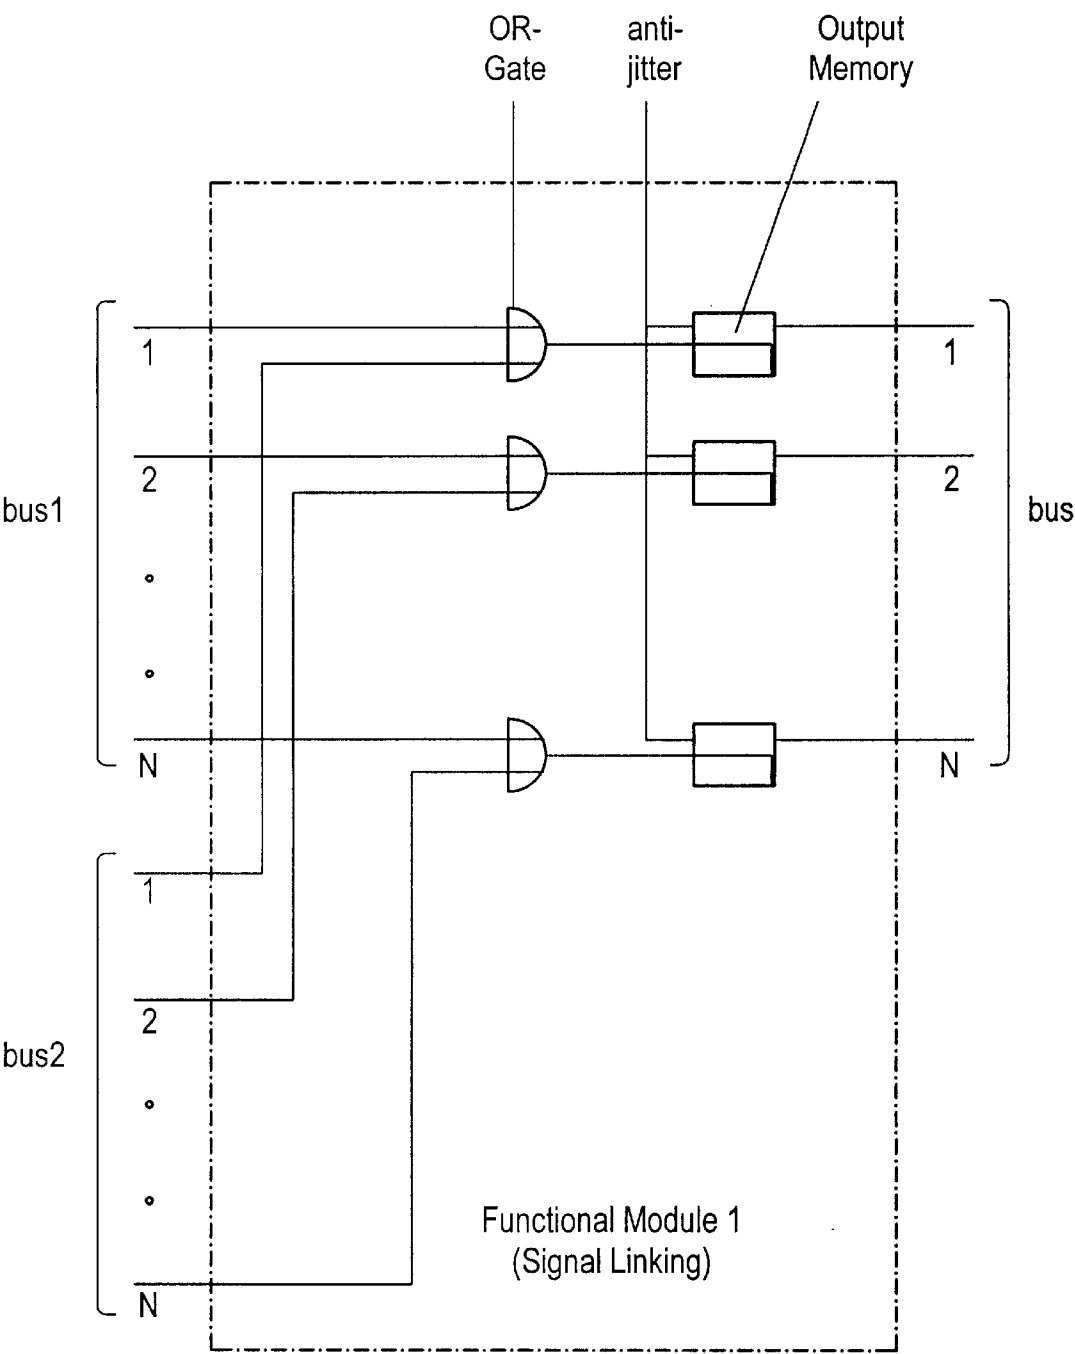 OR-
Gate
anti-
jitter
Output
Memory
1
1
2
2
bus1
bus
N
N
1
2
bus2
N
Functional Module 1
(Signal Linking)